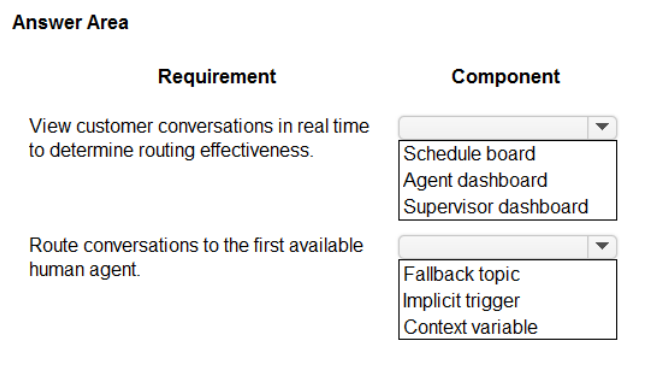 Answer Area
Requirement
Component
View customer conversations in real time
to determine routing effectiveness.
Schedule board
Agent dashboard
Supervisor dashboard
Route conversations to the first available
human agent.
Fallback topic
Implicit trigger
Context variable